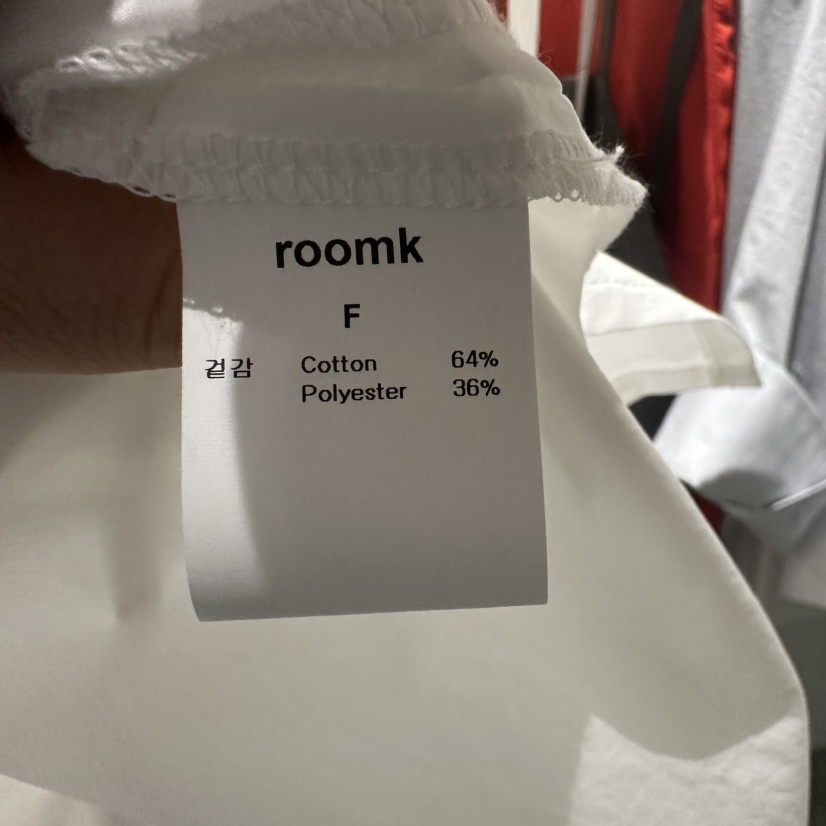 roomk
F
겉감 Cotton 64%
Polyester 36%